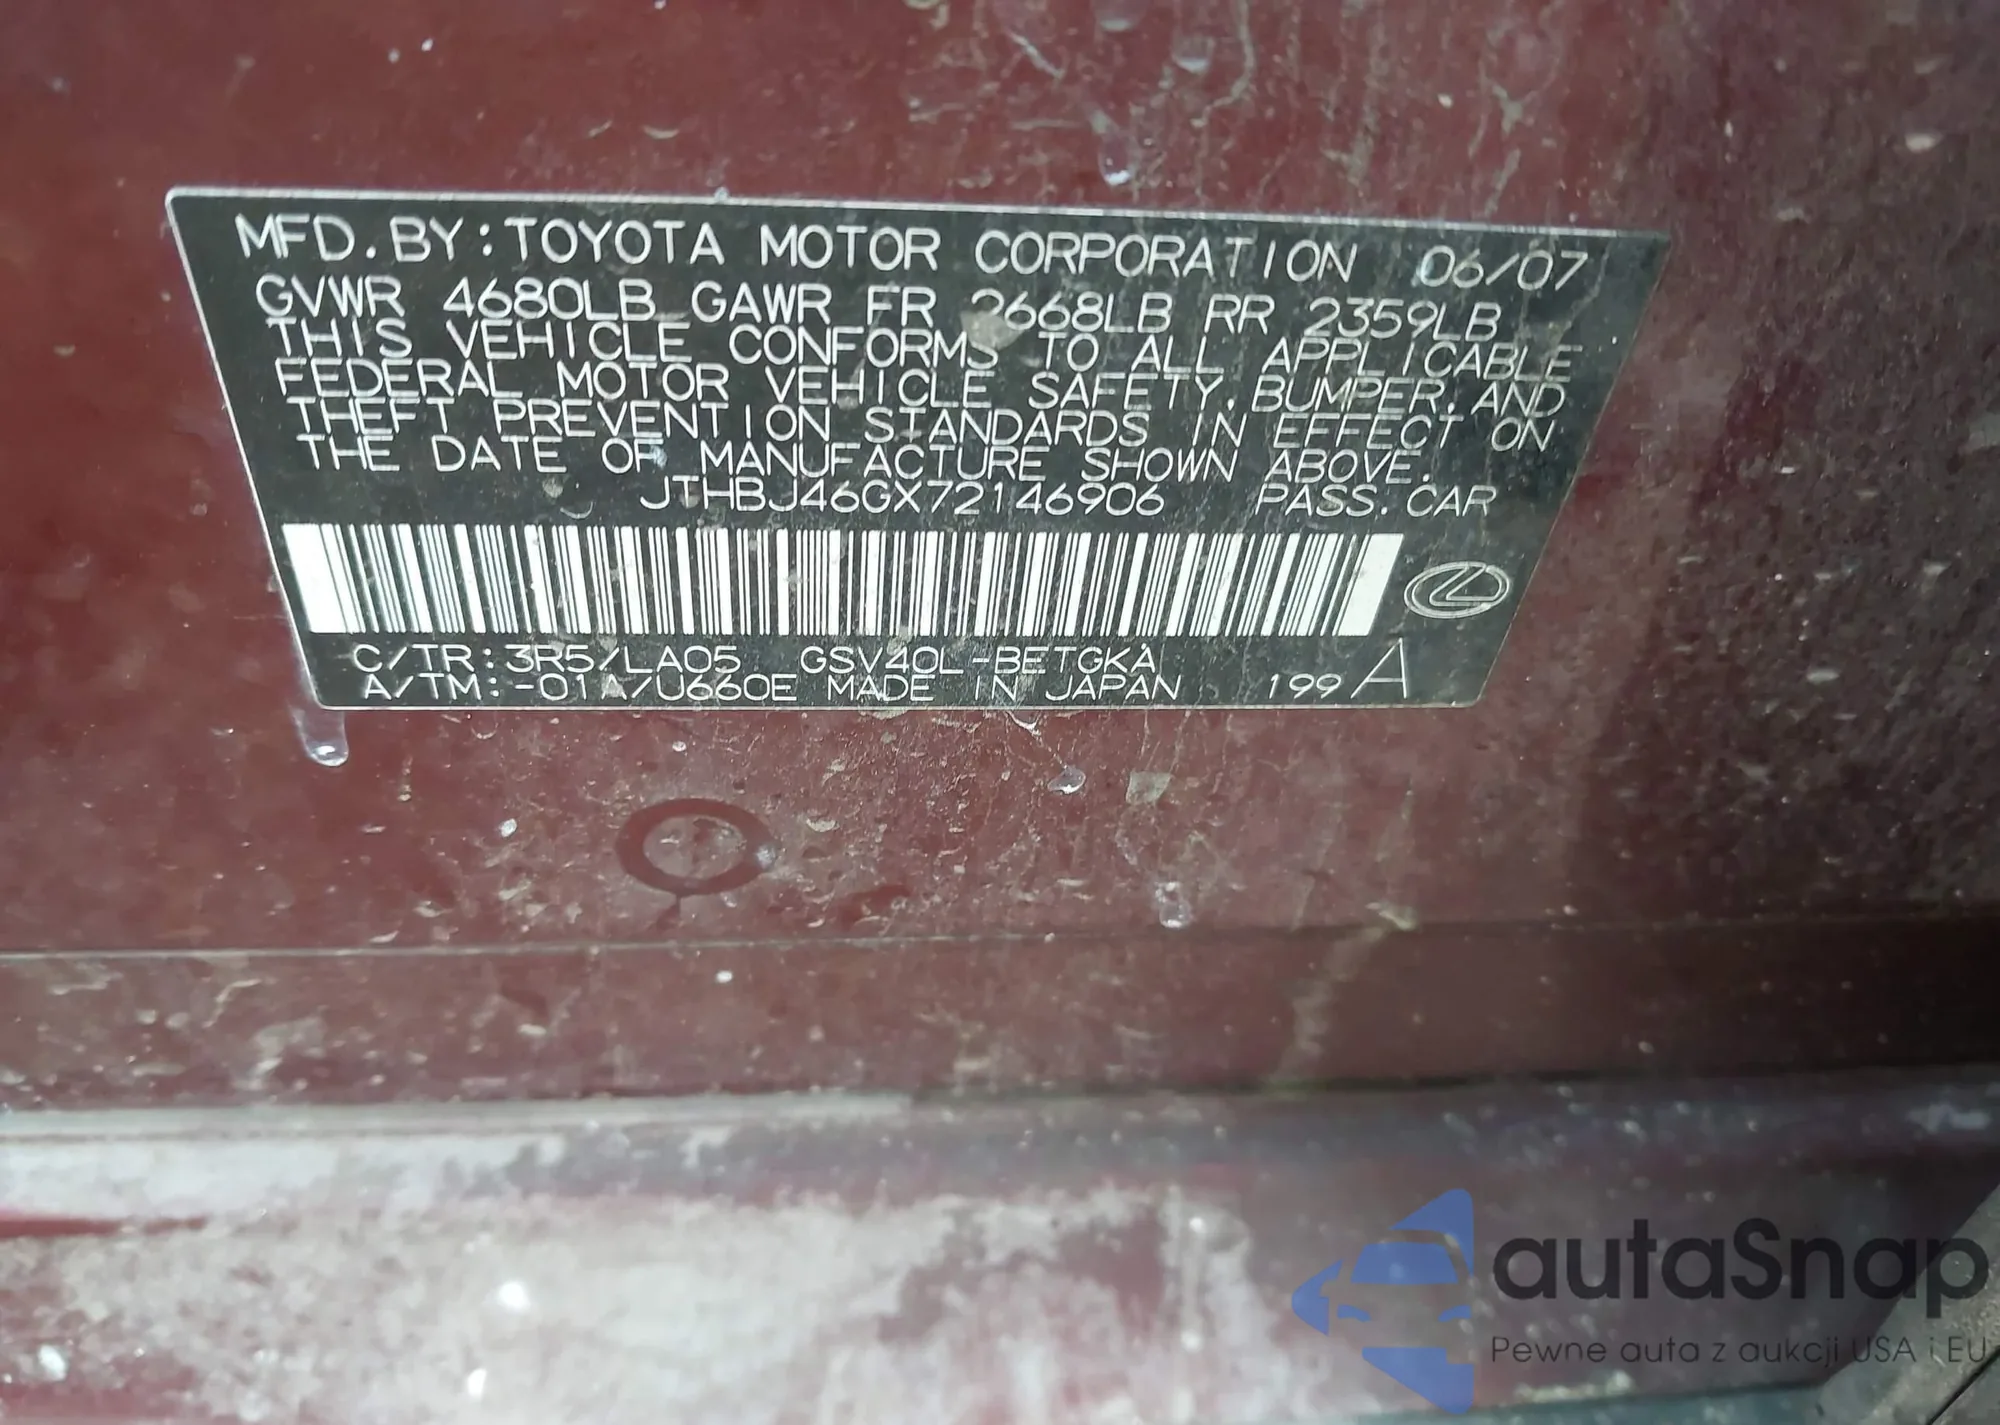 MFD.BY:TOYOTA MOTOR CORPORATION 06/07
GVWR 4680LB GAWR FR 2668LB RR 2359LB
THIS VEHICLE CONFORMS TO ALL APPLICABLE
FEDERAL MOTOR VEHICLE SAFETY, BUMPER, AND
THEFT PREVENTION STANDARDS IN EFFECT ON
THE DATE OF MANUFACTURE SHOWN ABOVE.
JTHBJ46GX72146906 PASS. CAR
C/TR:3R5/LA05 GSV40L-BETGKA
A/TM:-01A/U660E MADE IN JAPAN 199 A
autaSnap
Pewne auta z aukcji USA i EU